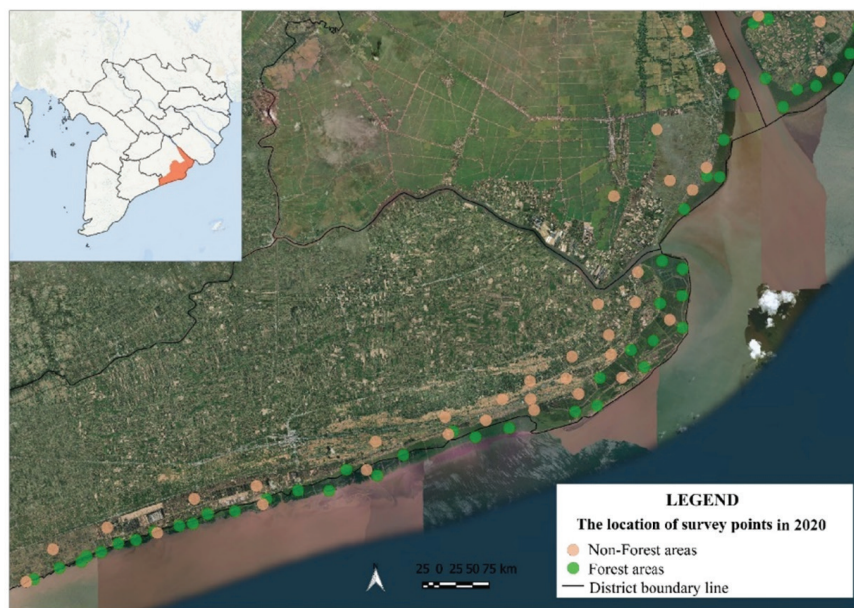 LEGEND
The location of survey points in 2020
Non-Forest areas
Forest areas
District boundary line
N
25 0 25 50 75 km